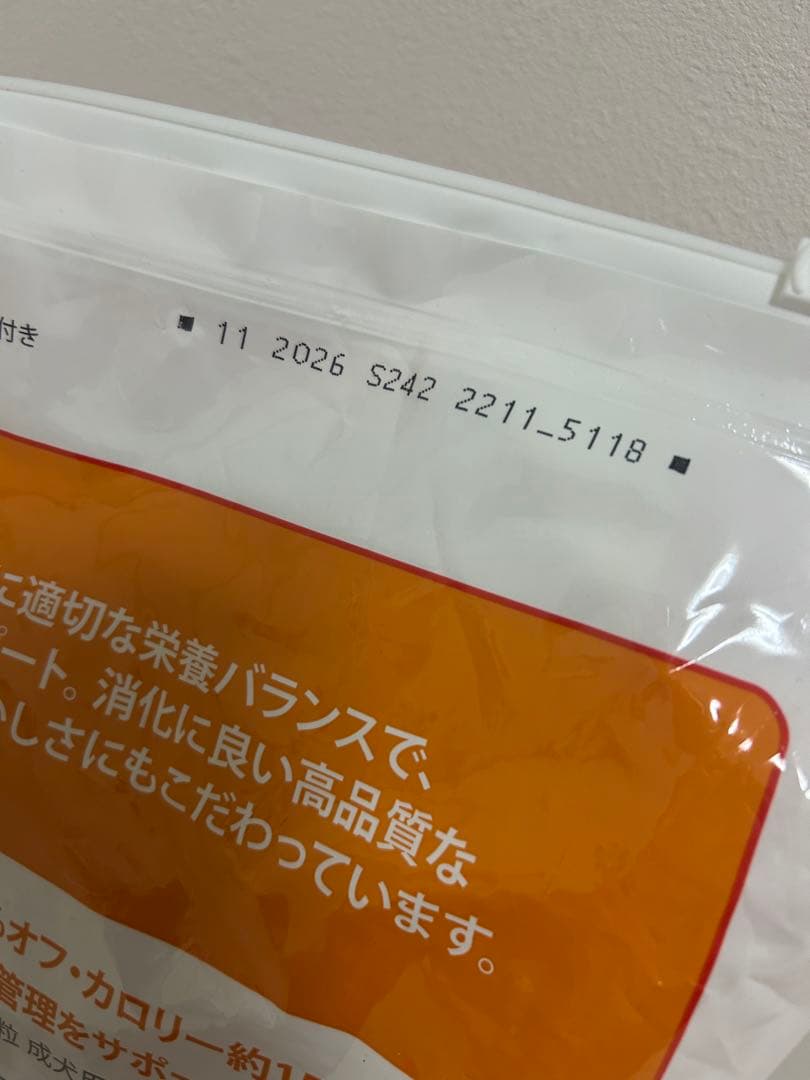 付き
11 2026 S242 2211_5118
に適切な栄養バランスで、
ポート。消化に良い高品質な
しさにもこだわっています。
オフ・カロリー約15
管理をサポー
粒 成犬用